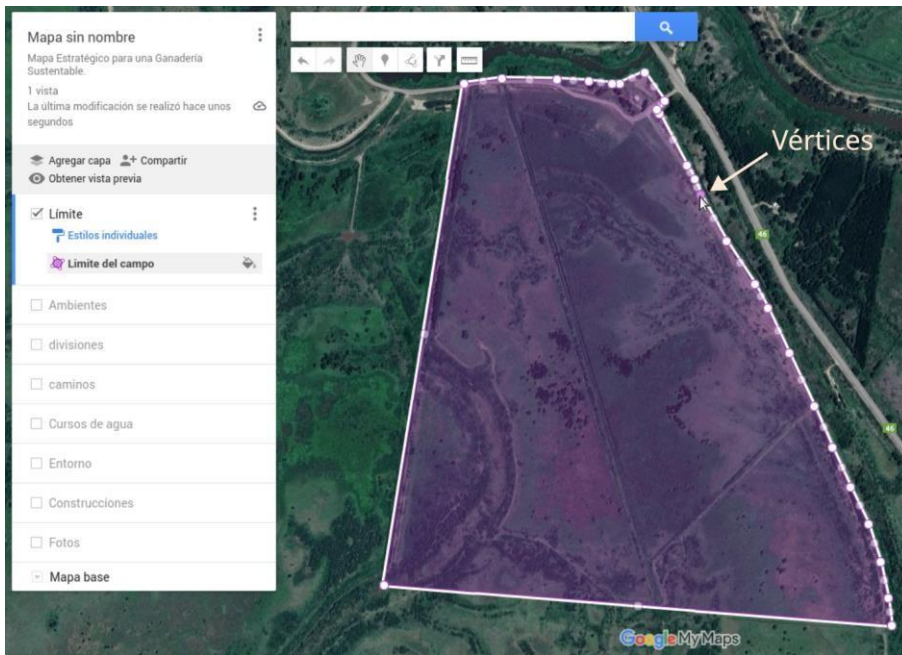 Mapa sin nombre
Mapa Estratégico para una Ganadería
Sustentable.
1 vista
La última modificación se realizó hace unos
segundos
Agregar capa Compartir
Obtener vista previa
Límite
Estilos individuales
Limite del campo
Ambientes
divisiones
caminos
Cursos de agua
Entorno
Construcciones
Fotos
Mapa base
Vértices
46
46
Google My Maps